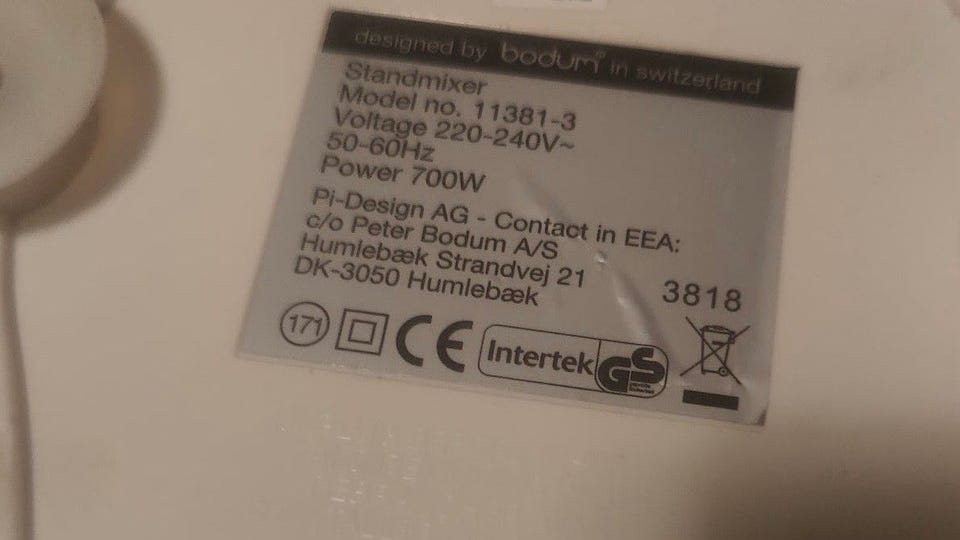 designed by bodum® in switzerland
Standmixer
Model no. 11381-3
Voltage 220-240V~
50-60Hz
Power 700W
Pi-Design AG - Contact in EEA:
c/o Peter Bodum A/S
Humlebæk Strandvej 21
DK-3050 Humlebæk
3818
171
CE
Intertek
GS